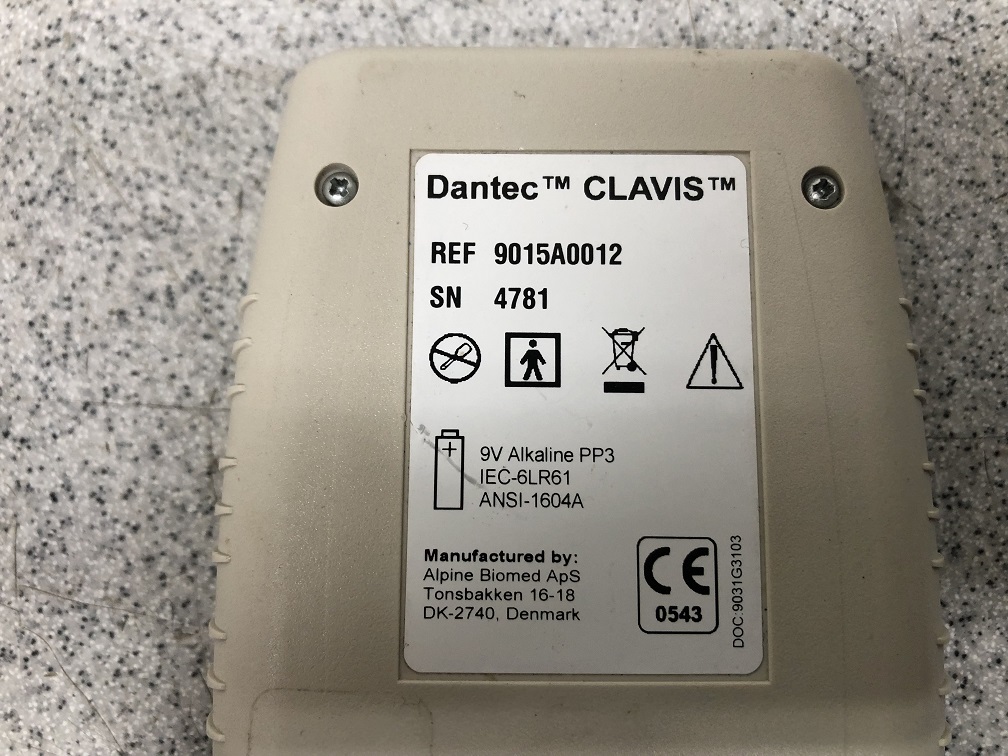 Dantec™ CLAVIS™
REF 9015A0012
SN 4781
9V Alkaline PP3
IEC-6LR61
ANSI-1604A
Manufactured by:
Alpine Biomed ApS
Tonsbakken 16-18
DK-2740, Denmark
CE
0543
DOC:9031G3103